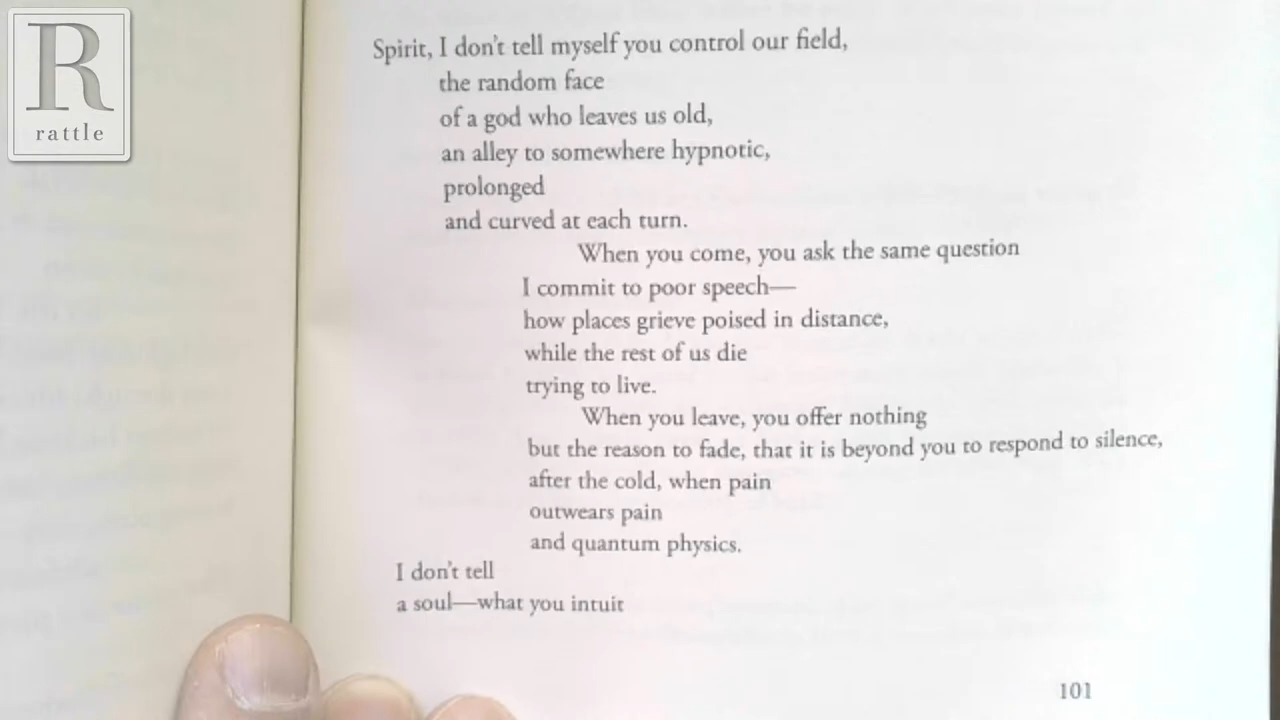 R
rattle
Spirit, I don't tell myself you control our field,
the random face
of a god who leaves us old,
an alley to somewhere hypnotic,
prolonged
and curved at each turn.
When you come, you ask the same question
I commit to poor speech—
how places grieve poised in distance,
while the rest of us die
trying to live.
When you leave, you offer nothing
but the reason to fade, that it is beyond you to respond to silence,
after the cold, when pain
outwears pain
and quantum physics.
I don't tell
a soul—what you intuit
101